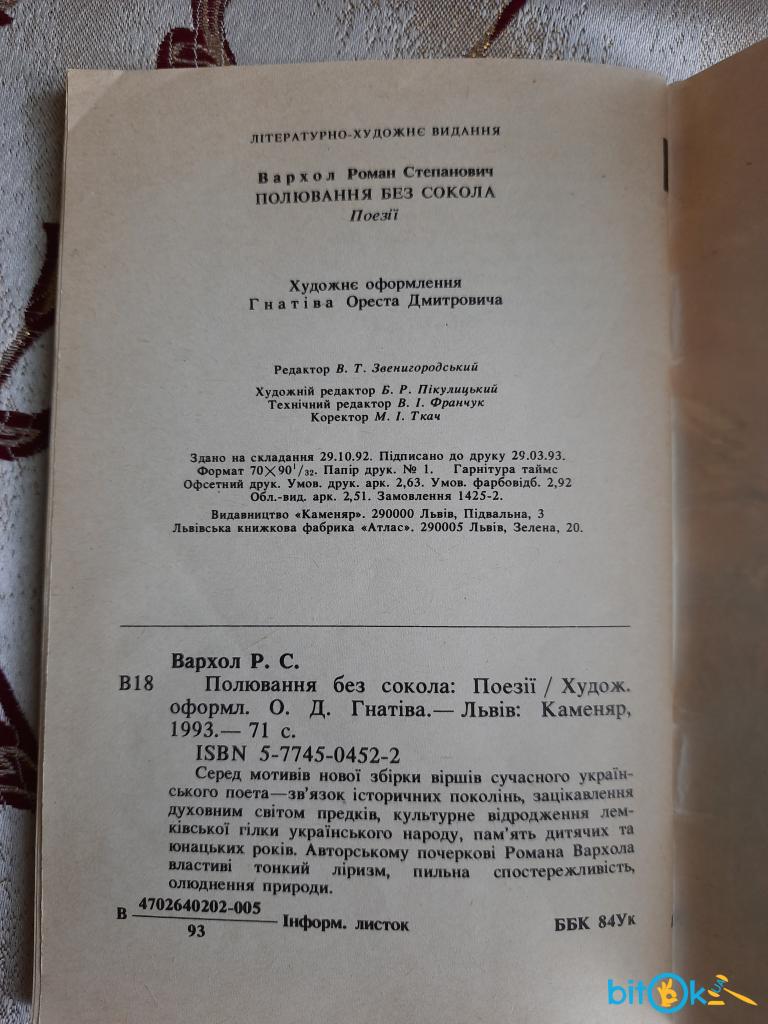 ЛІТЕРАТУРНО-ХУДОЖНЄ ВИДАННЯ
Вархол Роман Степанович
ПОЛЮВАННЯ БЕЗ СОКОЛА
Поезії
Художнє оформлення
Гнатіва Ореста Дмитровича
Редактор В. Т. Звенигородський
Художній редактор Б. Р. Пікулицький
Технічний редактор В. І. Франчук
Коректор М. І. Ткач
Здано на складання 29.10.92. Підписано до друку 29.03.93.
Формат 70×90¹/₃₂. Папір друк. № 1. Гарнітура таймс
Офсетний друк. Умов. друк. арк. 2,63. Умов. фарбовідб. 2,92
Обл.-вид. арк. 2,51. Замовлення 1425-2.
Видавництво «Каменяр». 290000 Львів, Підвальна, 3
Львівська книжкова фабрика «Атлас». 290005 Львів, Зелена, 20.
Вархол Р. С.
В18 Полювання без сокола: Поезії / Худож.
оформл. О. Д. Гнатіва.— Львів: Каменяр,
1993.— 71 с.
ISBN 5-7745-0452-2
Серед мотивів нової збірки віршів сучасного україн-
ського поета—зв'язок історичних поколінь, зацікавлення
духовним світом предків, культурне відродження лем-
ківської гілки українського народу, пам'ять дитячих та
юнацьких років. Авторському почеркові Романа Вархола
властиві тонкий ліризм, пильна спостережливість,
олюднення природи.
В 4702640202-005
93
Інформ. листок ББК 84Ук
bitOk UA